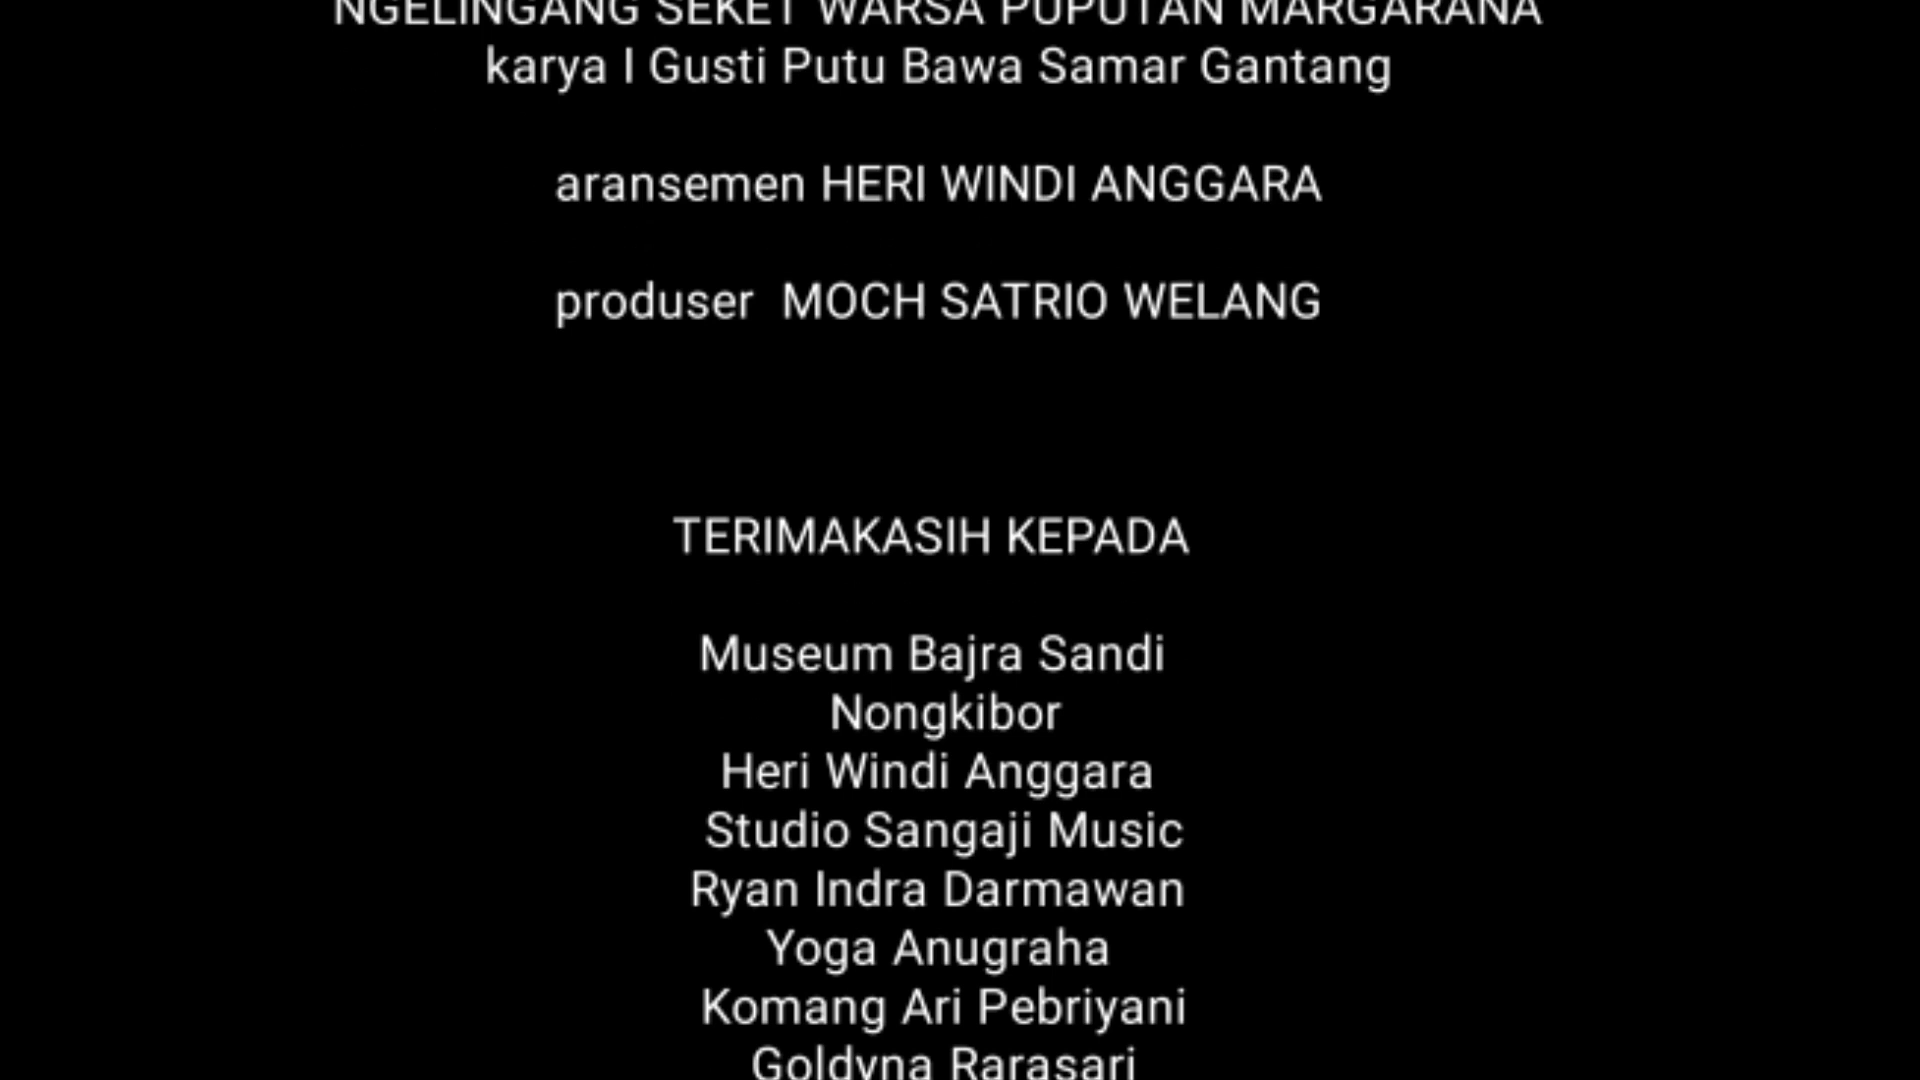 NGELINGANG SEKET WARSA PUPUTAN MARGARANA
karya I Gusti Putu Bawa Samar Gantang
aransemen HERI WINDI ANGGARA
produser MOCH SATRIO WELANG
TERIMAKASIH KEPADA
Museum Bajra Sandi
Nongkibor
Heri Windi Anggara
Studio Sangaji Music
Ryan Indra Darmawan
Yoga Anugraha
Komang Ari Pebriyani
Goldyna Rarasari